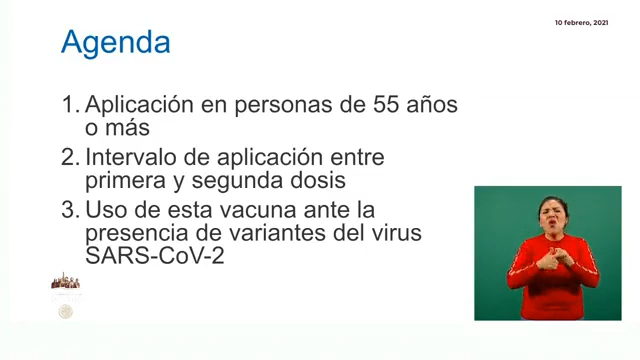 10 febrero, 2021
Agenda
1. Aplicación en personas de 55 años
o más
2. Intervalo de aplicación entre
primera y segunda dosis
3. Uso de esta vacuna ante la
presencia de variantes del virus
SARS-CoV-2